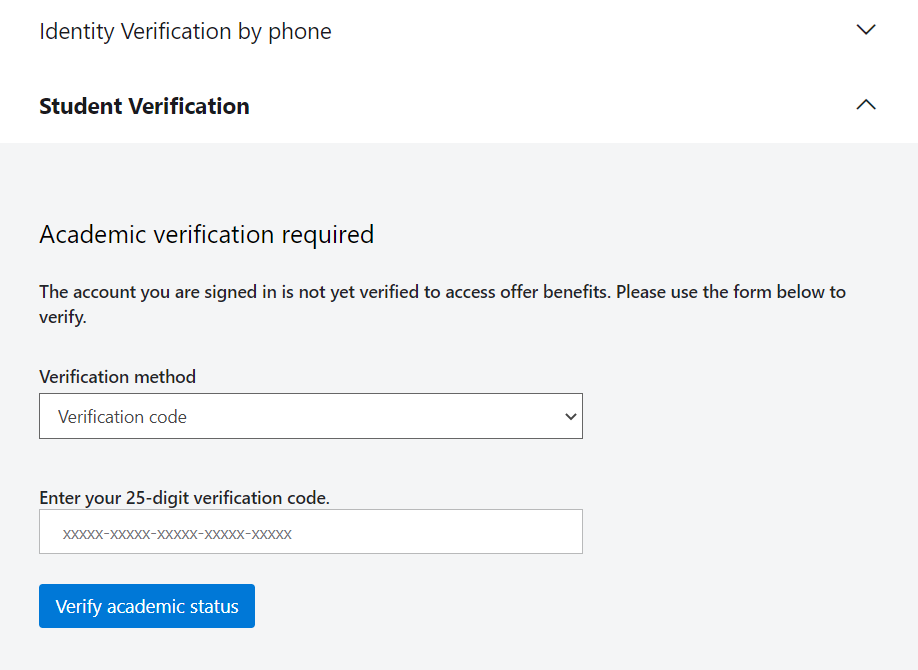 Identity Verification by phone
Student Verification
Academic verification required
The account you are signed in is not yet verified to access offer benefits. Please use the form below to
verify.
Verification method
Verification code
Enter your 25-digit verification code.
xxxxx-xxxxx-xxxxx-xxxxx-xxxxx
Verify academic status